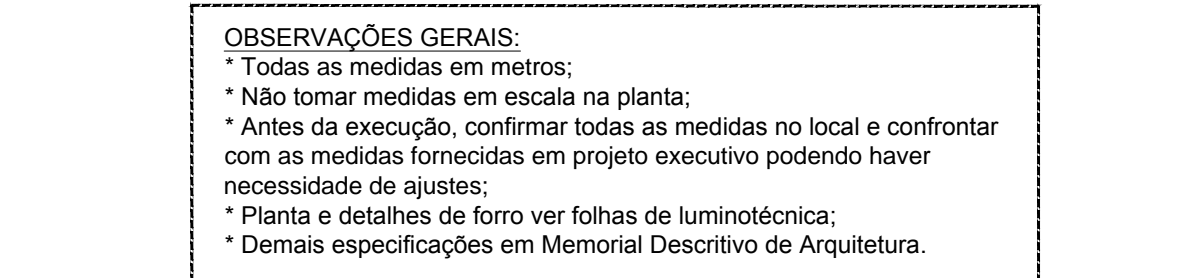 OBSERVAÇÕES GERAIS:
* Todas as medidas em metros;
* Não tomar medidas em escala na planta;
* Antes da execução, confirmar todas as medidas no local e confrontar
com as medidas fornecidas em projeto executivo podendo haver
necessidade de ajustes;
* Planta e detalhes de forro ver folhas de luminotécnica;
* Demais especificações em Memorial Descritivo de Arquitetura.